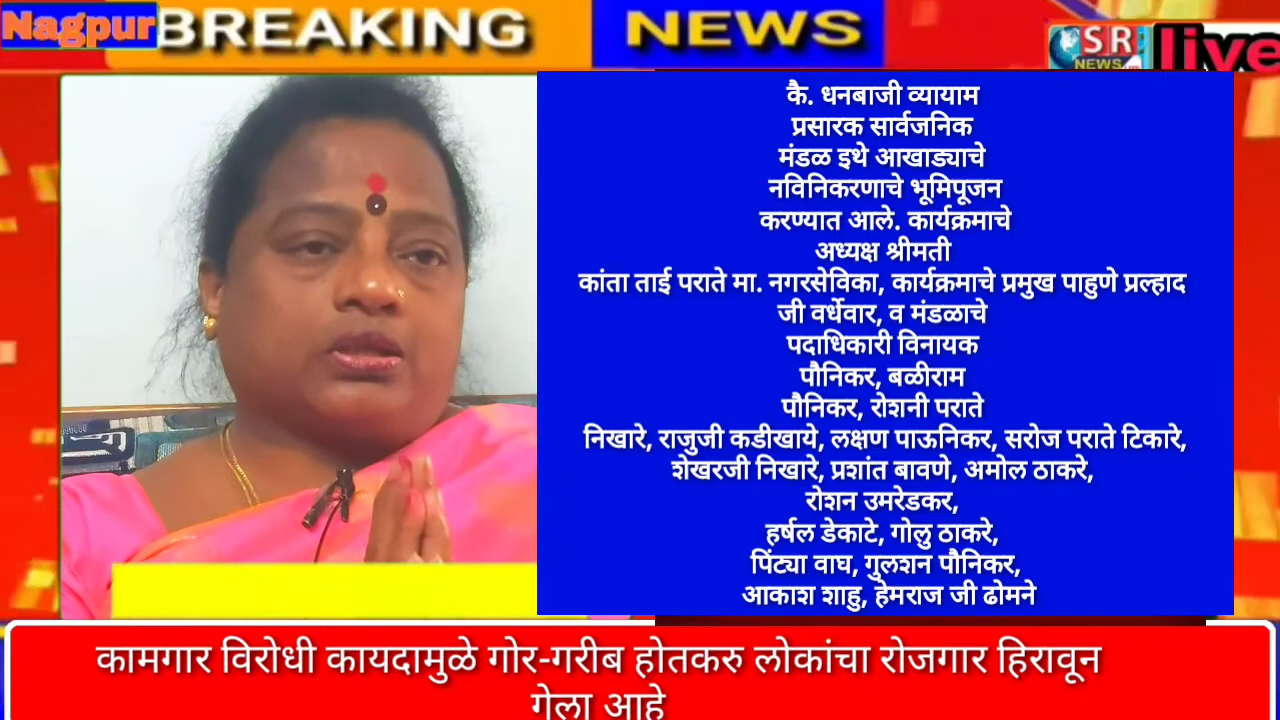 Nagpur BREAKING NEWS
SR
NEWS
live
कै. धनबाजी व्यायाम
प्रसारक सार्वजनिक
मंडळ इथे आखाड्याचे
नविनिकरणाचे भूमिपूजन
करण्यात आले. कार्यक्रमाचे
अध्यक्ष श्रीमती
कांता ताई पराते मा. नगरसेविका, कार्यक्रमाचे प्रमुख पाहुणे प्रल्हाद
जी वर्धेवार, व मंडळाचे
पदाधिकारी विनायक
पौनिकर, बळीराम
पौनिकर, रोशनी पराते
निखारे, राजुजी कडीखाये, लक्षण पाऊनिकर, सरोज पराते टिकारे,
शेखरजी निखारे, प्रशांत बावणे, अमोल ठाकरे,
रोशन उमरेडकर,
हर्षल डेकाटे, गोलु ठाकरे,
पिंट्या वाघ, गुलशन पौनिकर,
आकाश शाहु, हेमराज जी ढोमने
कामगार विरोधी कायदामुळे गोर-गरीब होतकरु लोकांचा रोजगार हिरावून
गेला आहे